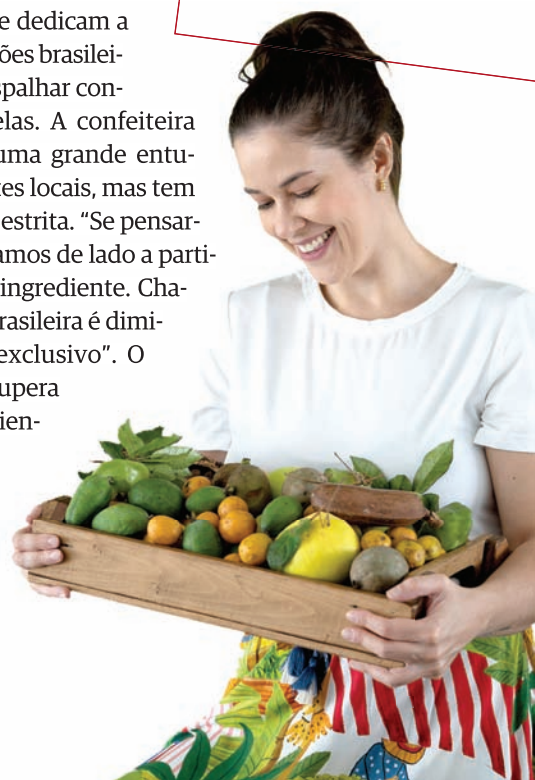 e dedicam a
ões brasilei-
spalhar con-
elas. A confeiteira
uma grande entu-
tes locais, mas tem
estrita. “Se pensar-
amos de lado a parti-
ingrediente. Cha-
rasileira é dimi-
exclusivo”. O
upera
ien-